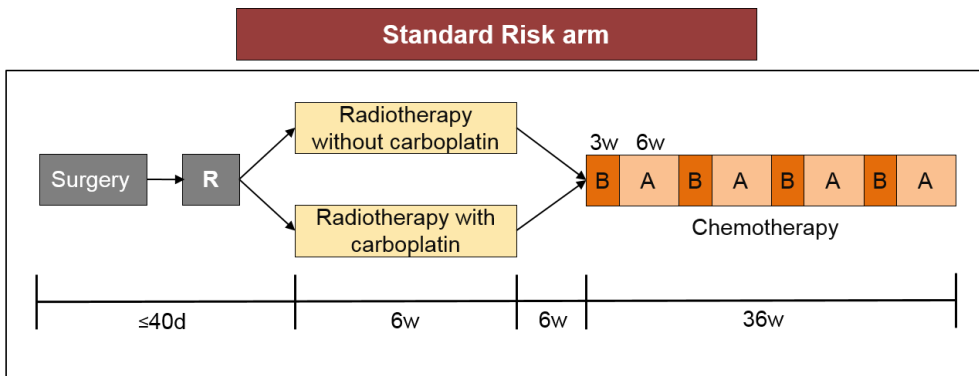 Standard Risk arm
Surgery
R
Radiotherapy
without carboplatin
Radiotherapy with
carboplatin
3w 6w
B A B A B A B A
Chemotherapy
≤40d 6w 6w 36w